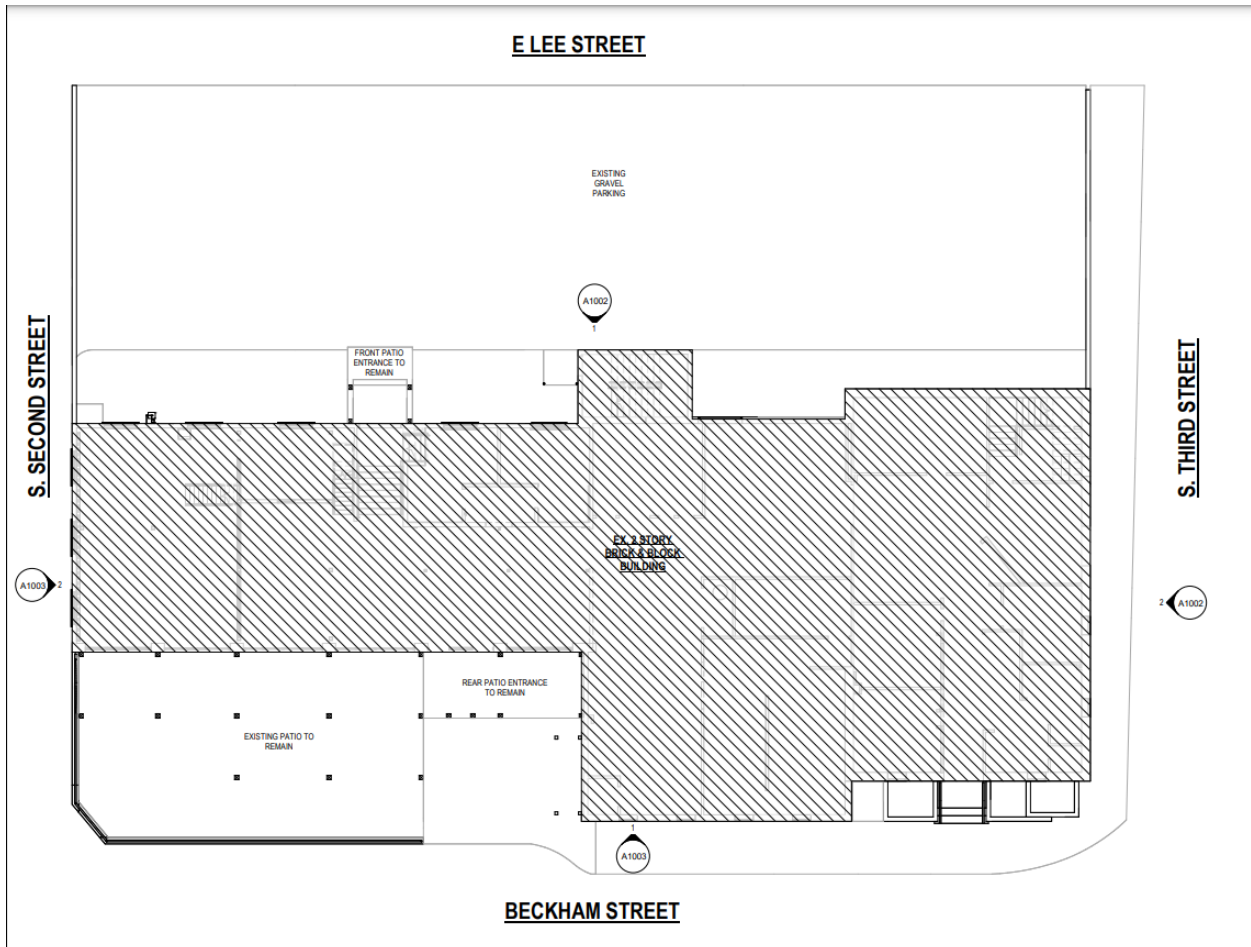 E LEE STREET
EXISTING
GRAVEL
PARKING
A1002
1
FRONT PATIO
ENTRANCE TO
REMAIN
S. SECOND STREET
S. THIRD STREET
EX. 2 STORY
BRICK & BLOCK
BUILDING
A1003
2
2
A1002
REAR PATIO ENTRANCE
TO REMAIN
EXISTING PATIO TO
REMAIN
1
A1003
BECKHAM STREET